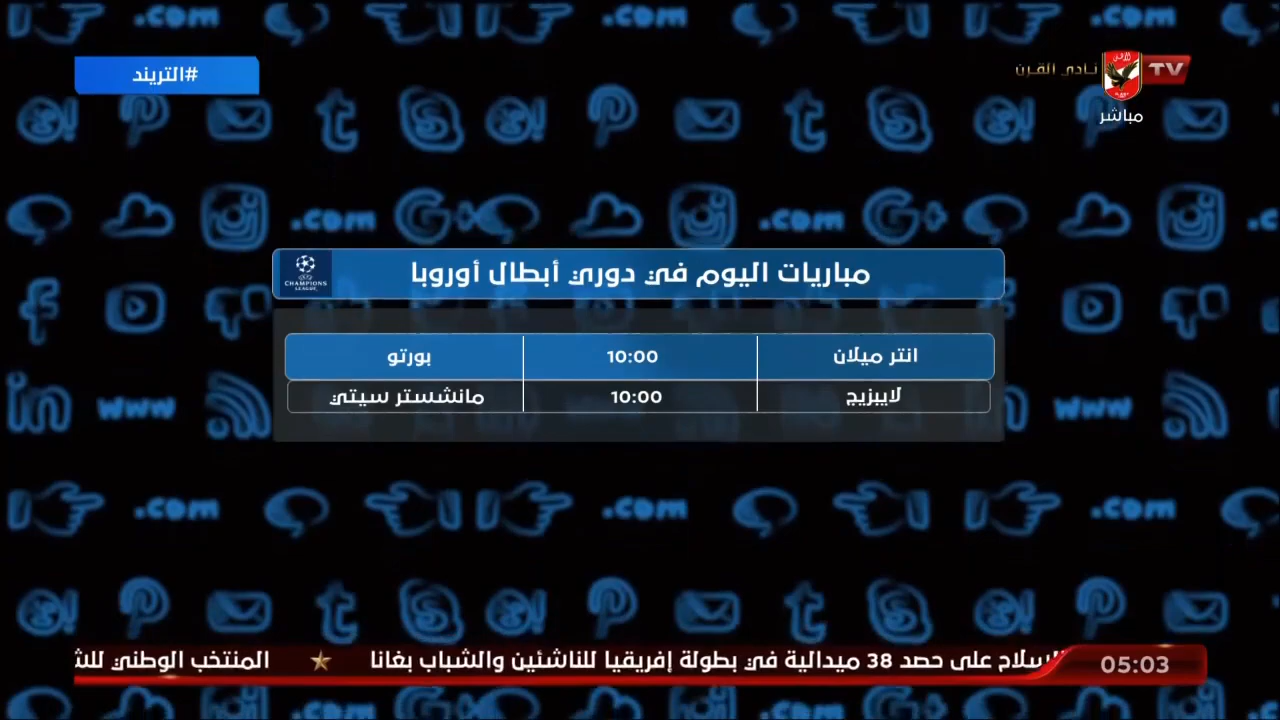 #التريند
نادي القرن
TV
مباشر
مباريات اليوم في دوري أبطال أوروبا
CHAMPIONS
LEAGUE
انتر ميلان 10:00 بورتو
لايبزيج 10:00 مانشستر سيتي
05:03
على حصد 38 ميدالية في بطولة إفريقيا للناشئين والشباب بغانا
المنتخب الوطني